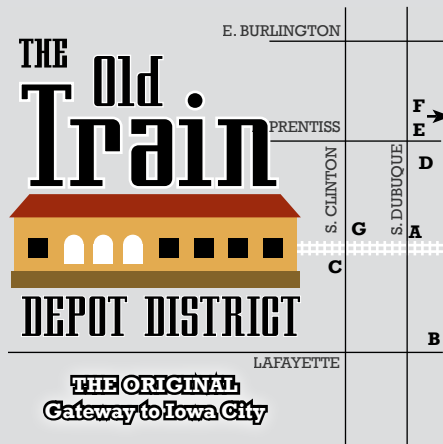 E. BURLINGTON
THE
Old
Train
PRENTISS
F
E
D
S. CLINTON
S. DUBUQUE
G
A
C
DEPOT DISTRICT
B
LAFAYETTE
THE ORIGINAL
Gateway to Iowa City